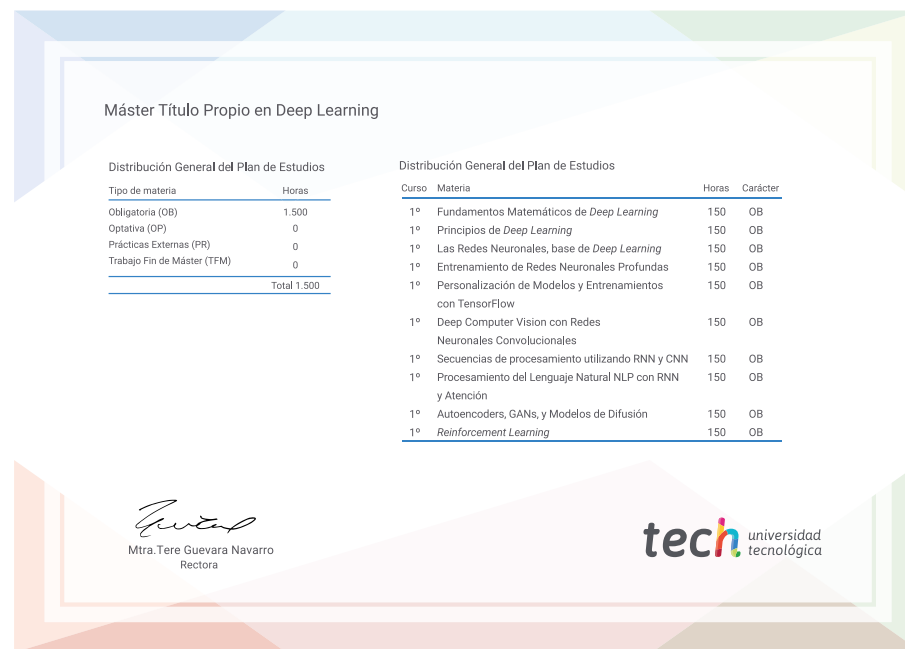 Máster Título Propio en Deep Learning
Distribución General del Plan de Estudios
Tipo de materia Horas
Obligatoria (OB) 1.500
Optativa (OP) 0
Prácticas Externas (PR) 0
Trabajo Fin de Máster (TFM) 0
Total 1.500
Distribución General del Plan de Estudios
Curso Materia Horas Carácter
1º Fundamentos Matemáticos de Deep Learning 150 OB
1º Principios de Deep Learning 150 OB
1º Las Redes Neuronales, base de Deep Learning 150 OB
1º Entrenamiento de Redes Neuronales Profundas 150 OB
1º Personalización de Modelos y Entrenamientos 150 OB
con TensorFlow
1º Deep Computer Vision con Redes 150 OB
Neuronales Convolucionales
1º Secuencias de procesamiento utilizando RNN y CNN 150 OB
1º Procesamiento del Lenguaje Natural NLP con RNN 150 OB
y Atención
1º Autoencoders, GANs, y Modelos de Difusión 150 OB
1º Reinforcement Learning 150 OB
Mtra.Tere Guevara Navarro
Rectora
tech universidad
tecnológica